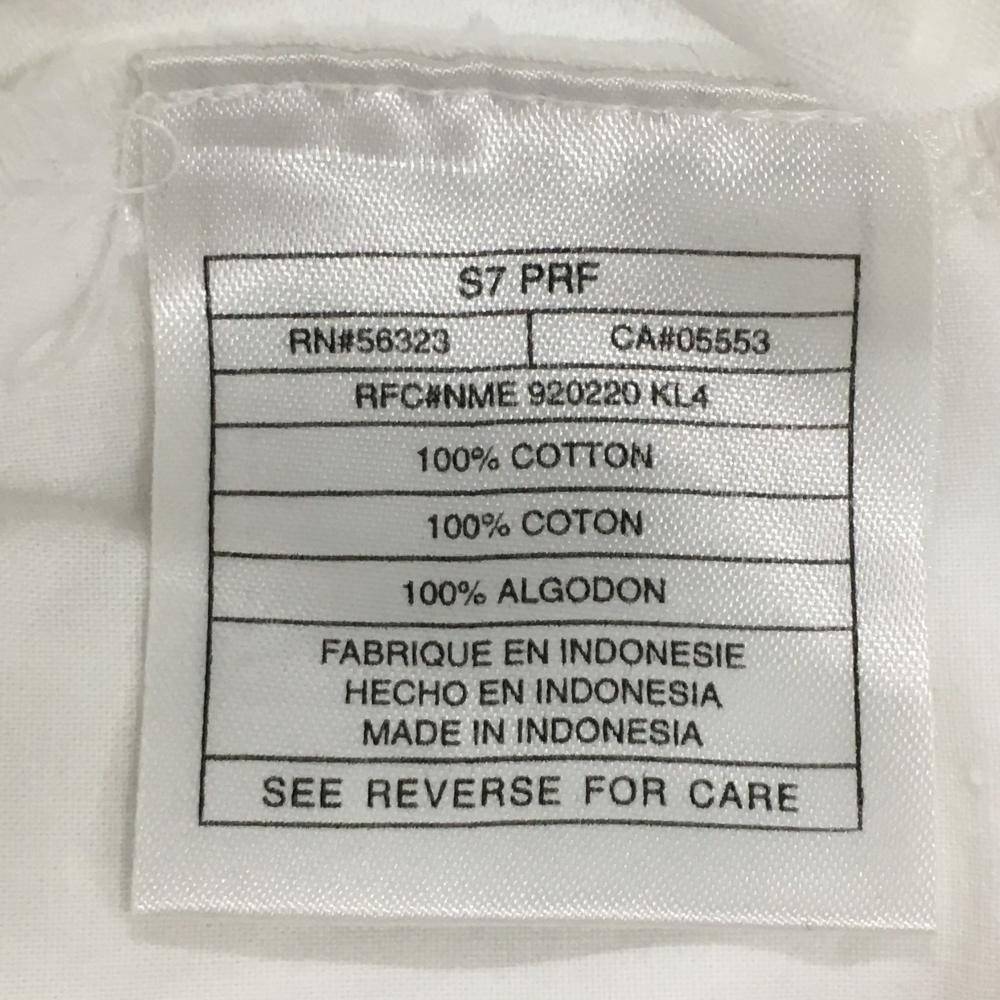 S7 PRF
RN#56323 CA#05553
RFC#NME 920220 KL4
100% COTTON
100% COTON
100% ALGODON
FABRIQUE EN INDONESIE
HECHO EN INDONESIA
MADE IN INDONESIA
SEE REVERSE FOR CARE